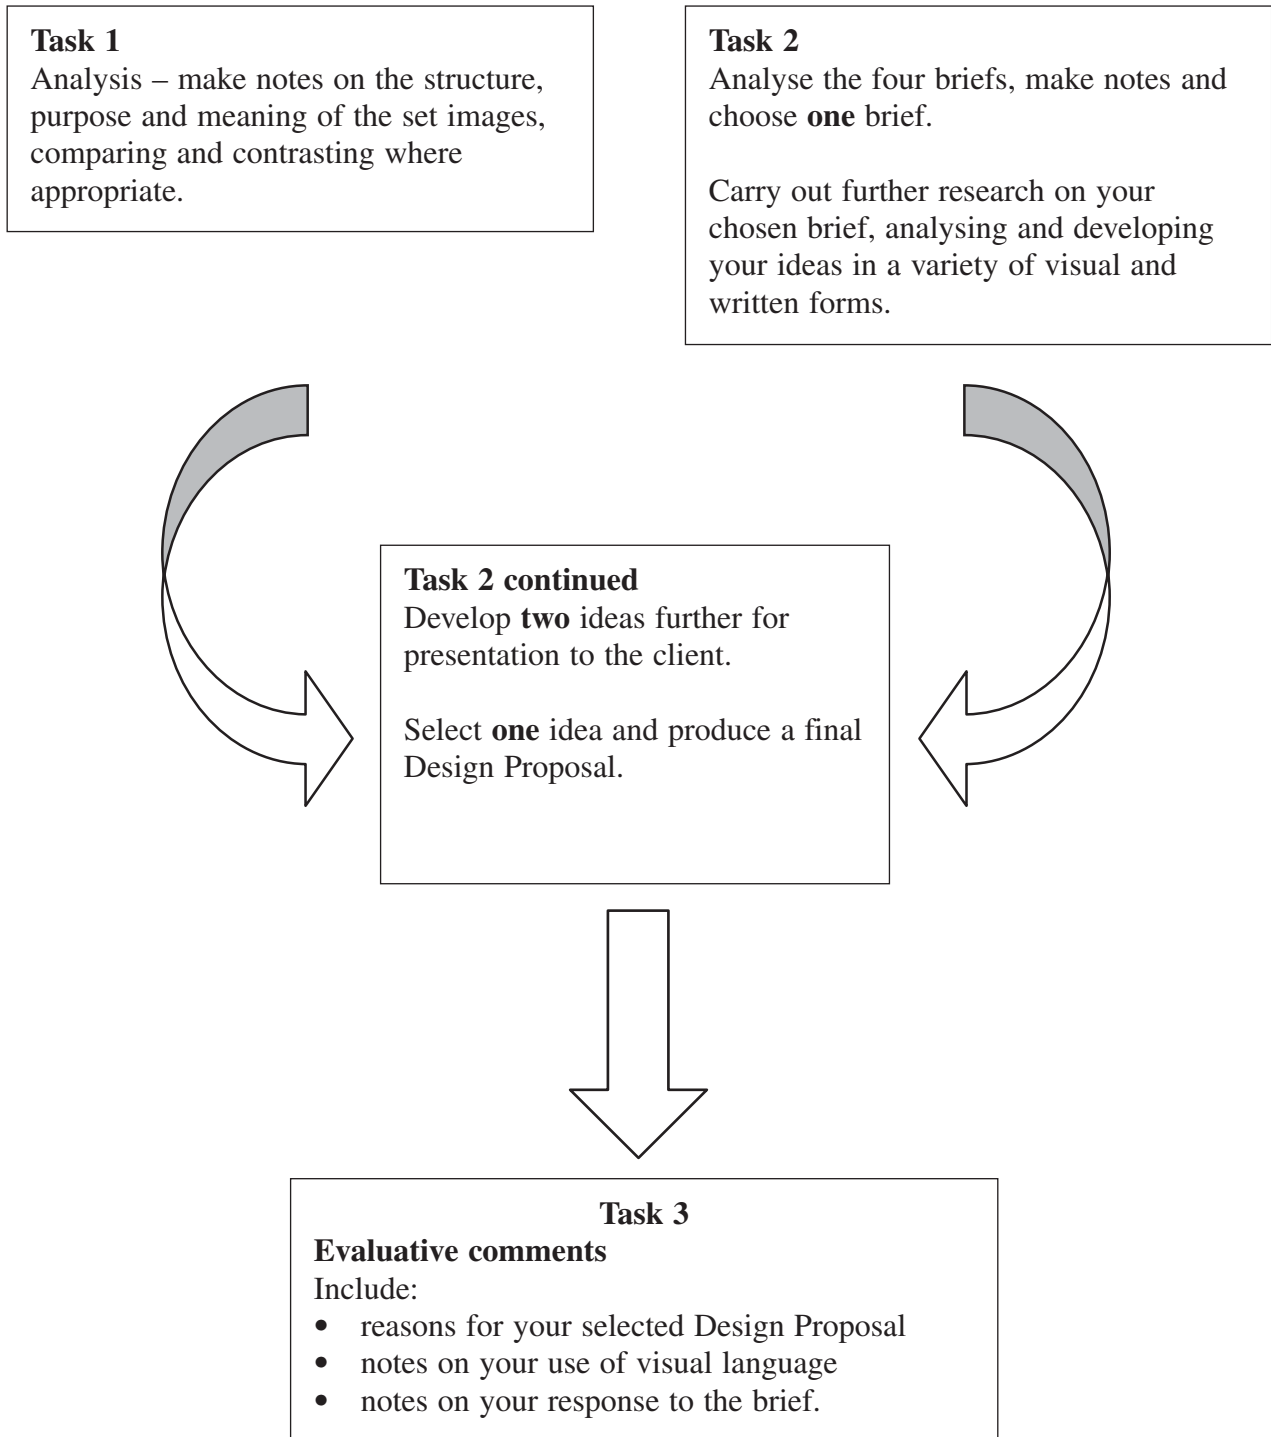 Task 1
Analysis – make notes on the structure,
purpose and meaning of the set images,
comparing and contrasting where
appropriate.
Task 2
Analyse the four briefs, make notes and
choose one brief.
Carry out further research on your
chosen brief, analysing and developing
your ideas in a variety of visual and
written forms.
Task 2 continued
Develop two ideas further for
presentation to the client.
Select one idea and produce a final
Design Proposal.
Task 3
Evaluative comments
Include:
• reasons for your selected Design Proposal
• notes on your use of visual language
• notes on your response to the brief.